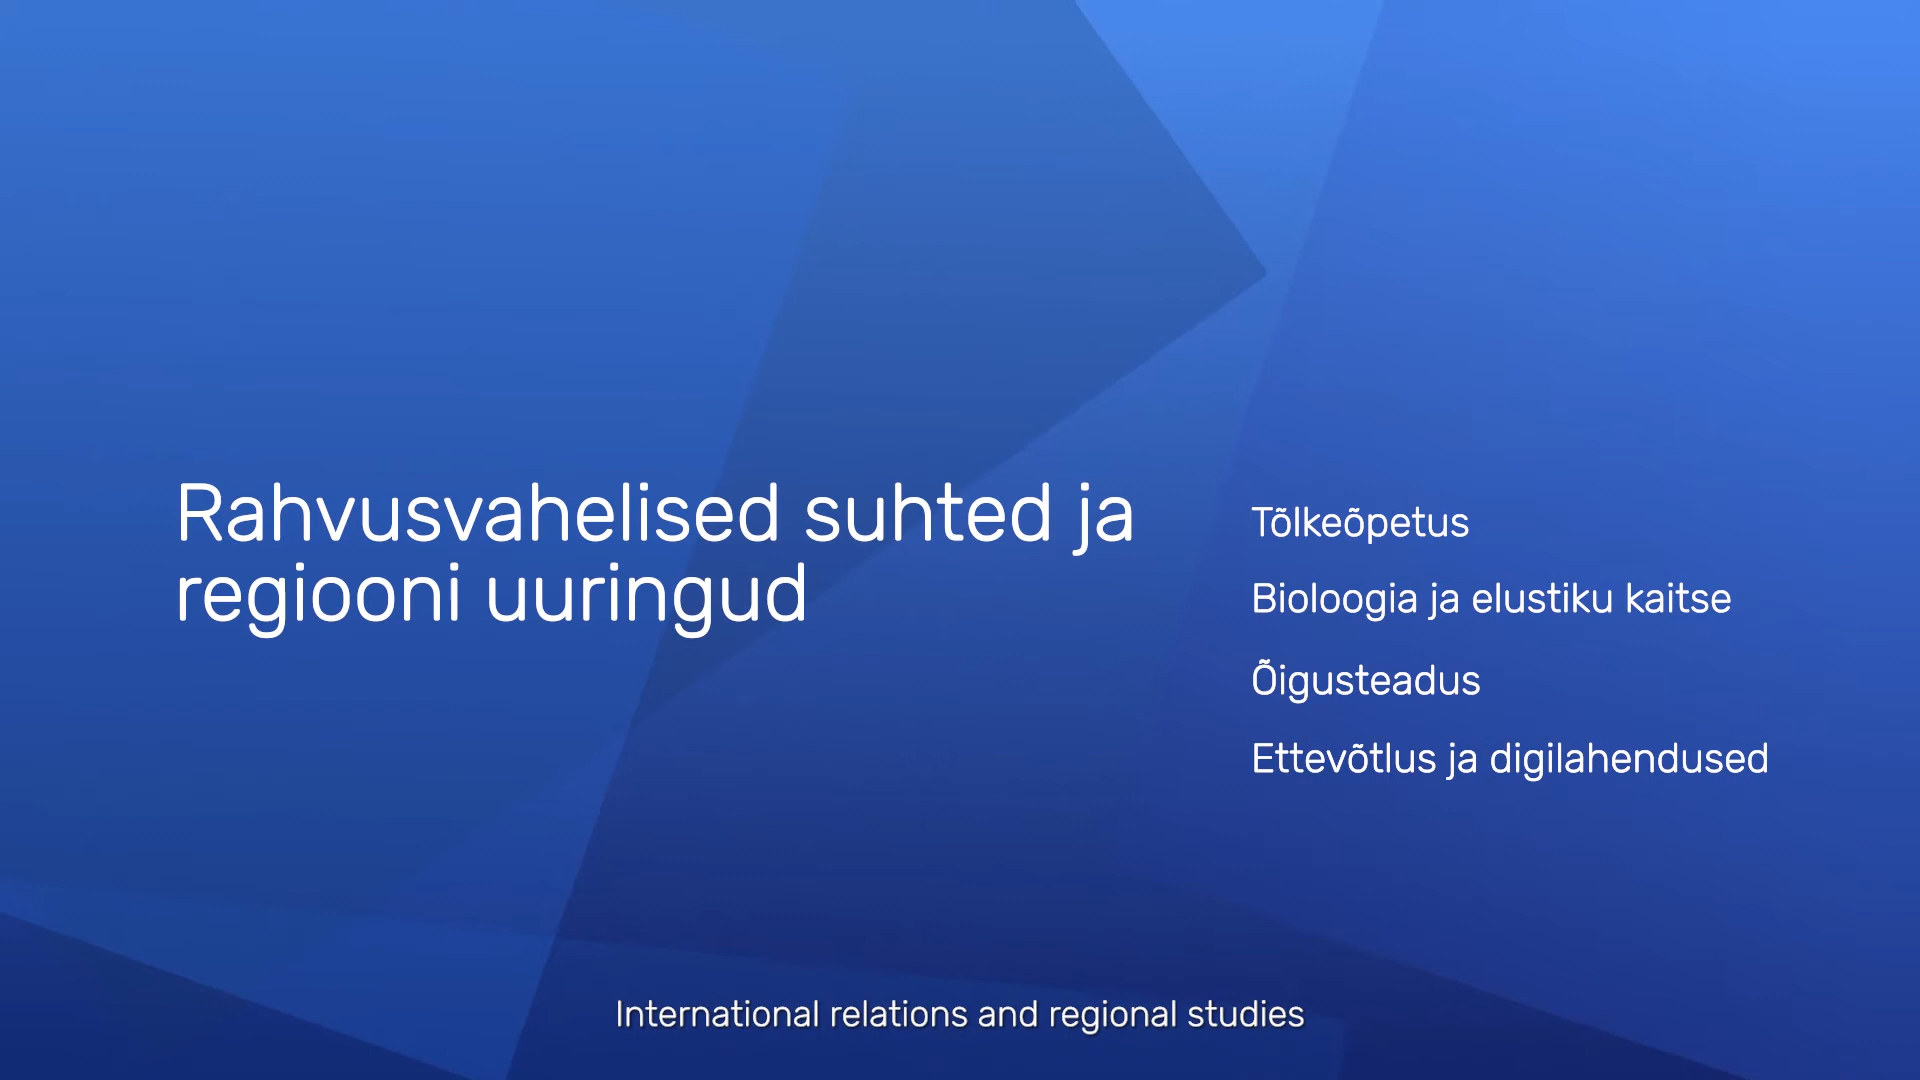 Rahvusvahelised suhted ja
regiooni uuringud
Tõlkeõpetus
Bioloogia ja elustiku kaitse
Õigusteadus
Ettevõtlus ja digilahendused
International relations and regional studies